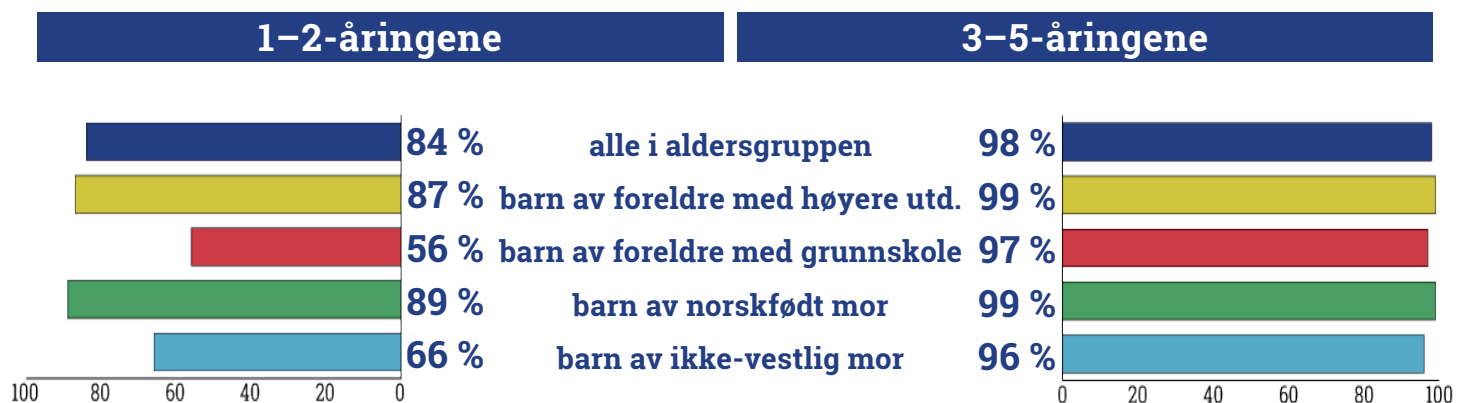 1–2-åringene 3–5-åringene
84 % alle i aldersgruppen 98 %
87 % barn av foreldre med høyere utd. 99 %
56 % barn av foreldre med grunnskole 97 %
89 % barn av norskfødt mor 99 %
66 % barn av ikke-vestlig mor 96 %
100 80 60 40 20 0 0 20 40 60 80 100